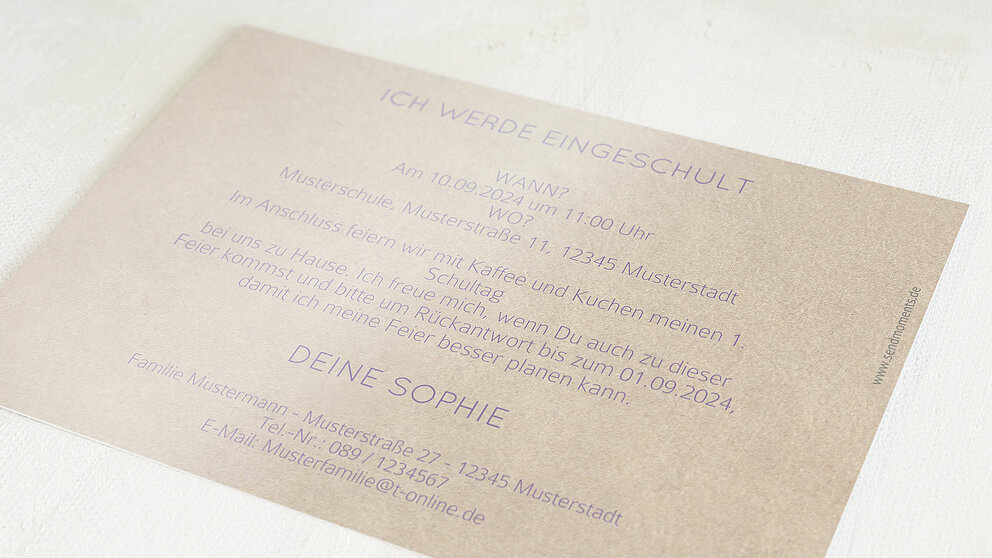 ICH WERDE EINGESCHULT
WANN?
Am 10.09.2024 um 11:00 Uhr
WO?
Musterschule, Musterstraße 11, 12345 Musterstadt
Im Anschluss feiern wir mit Kaffee und Kuchen meinen 1.
Schultag
bei uns zu Hause. Ich freue mich, wenn Du auch zu dieser
Feier kommst und bitte um Rückantwort bis zum 01.09.2024,
damit ich meine Feier besser planen kann.
DEINE SOPHIE
Familie Mustermann - Musterstraße 27 - 12345 Musterstadt
Tel.-Nr.: 089 / 1234567
E-Mail: Musterfamilie@t-online.de
www.sendmoments.de